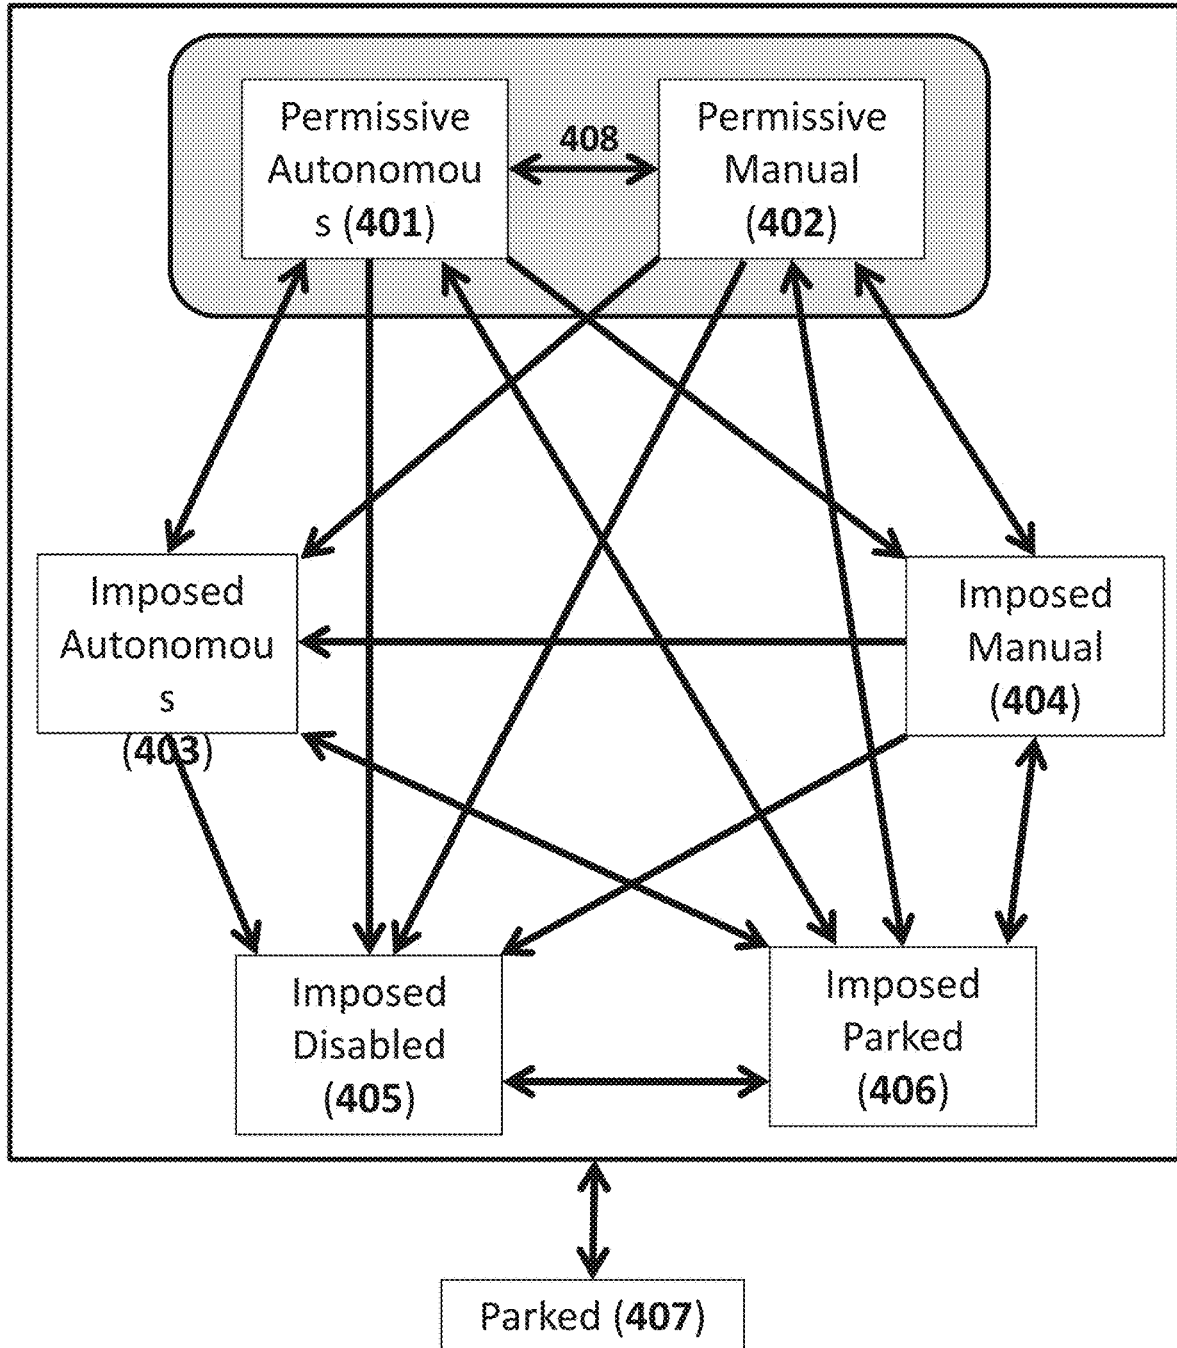 Permissive
Autonomou
s (401)
408
Permissive
Manual
(402)
Imposed
Autonomou
s
(403)
Imposed
Manual
(404)
Imposed
Disabled
(405)
Imposed
Parked
(406)
Parked (407)